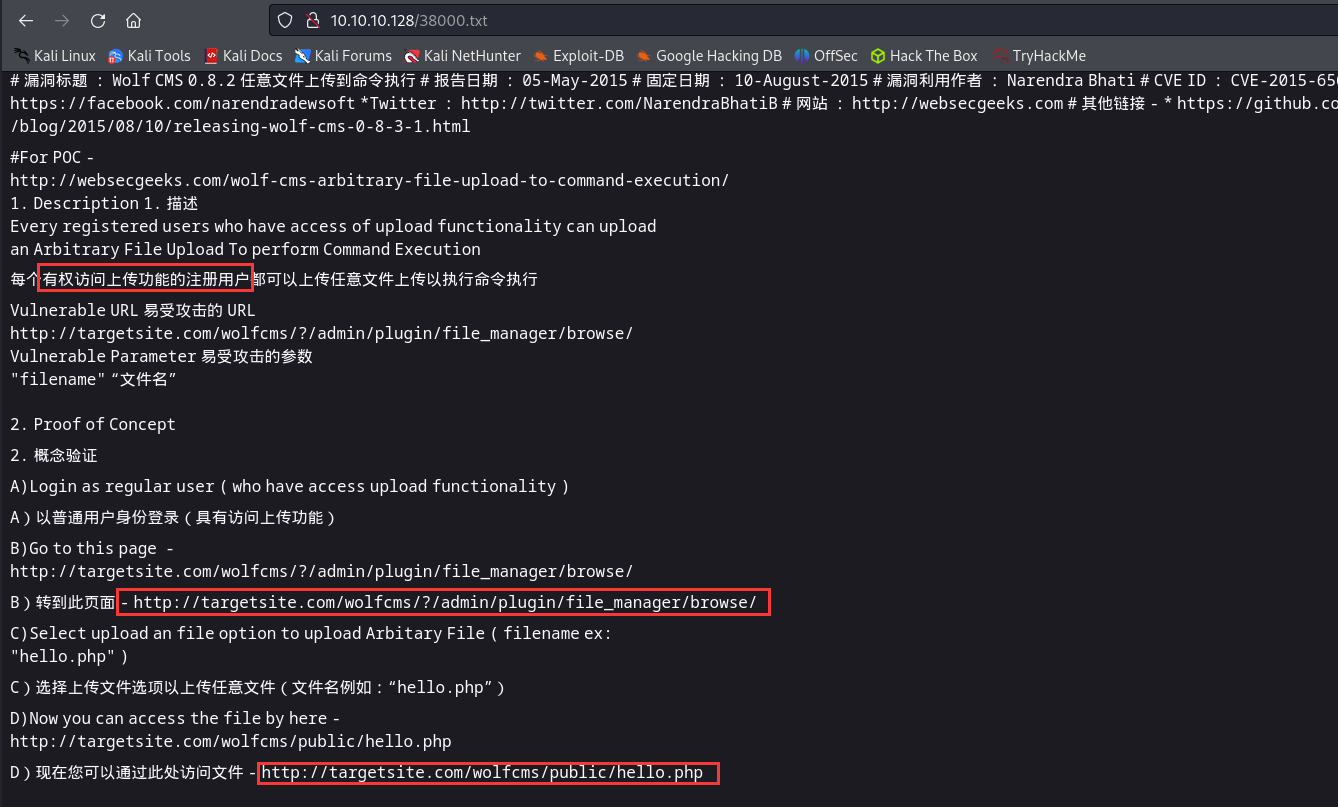 10.10.10.128/38000.txt
Kali Linux Kali Tools Kali Docs Kali Forums Kali NetHunter Exploit-DB Google Hacking DB OffSec Hack The Box TryHackMe
# 漏洞标题 : Wolf CMS 0.8.2 任意文件上传到命令执行 # 报告日期 : 05-May-2015 # 固定日期 : 10-August-2015 # 漏洞利用作者 : Narendra Bhati # CVE ID : CVE-2015-656
https://facebook.com/narendradewsoft *Twitter : http://twitter.com/NarendraBhatiB # 网站 : http://websecgeeks.com # 其他链接 - * https://github.co
/blog/2015/08/10/releasing-wolf-cms-0-8-3-1.html
#For POC -
http://websecgeeks.com/wolf-cms-arbitrary-file-upload-to-command-execution/
1. Description 1. 描述
Every registered users who have access of upload functionality can upload
an Arbitrary File Upload To perform Command Execution
每个有权访问上传功能的注册用户都可以上传任意文件上传以执行命令执行
Vulnerable URL 易受攻击的 URL
http://targetsite.com/wolfcms/?/admin/plugin/file_manager/browse/
Vulnerable Parameter 易受攻击的参数
"filename" “文件名”
2. Proof of Concept
2. 概念验证
A)Login as regular user ( who have access upload functionality )
A ) 以普通用户身份登录 ( 具有访问上传功能 )
B)Go to this page -
http://targetsite.com/wolfcms/?/admin/plugin/file_manager/browse/
B ) 转到此页面 - http://targetsite.com/wolfcms/?/admin/plugin/file_manager/browse/
C)Select upload an file option to upload Arbitary File ( filename ex:
"hello.php" )
C ) 选择上传文件选项以上传任意文件 ( 文件名例如 : “hello.php” )
D)Now you can access the file by here -
http://targetsite.com/wolfcms/public/hello.php
D ) 现在您可以通过此处访问文件 - http://targetsite.com/wolfcms/public/hello.php